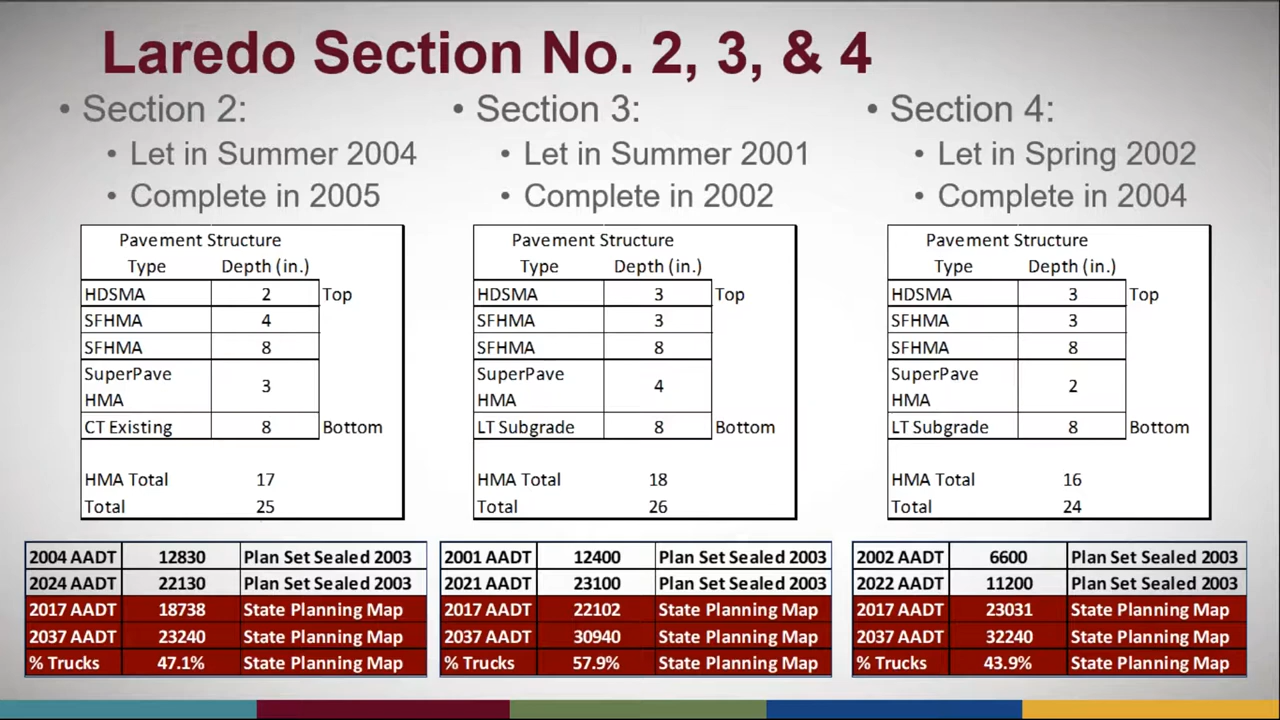 Laredo Section No. 2, 3, & 4
• Section 2:
• Let in Summer 2004
• Complete in 2005
Pavement Structure
Type Depth (in.)
HDSMA 2 Top
SFHMA 4
SFHMA 8
SuperPave
HMA 3
CT Existing 8 Bottom
HMA Total 17
Total 25
2004 AADT 12830 Plan Set Sealed 2003
2024 AADT 22130 Plan Set Sealed 2003
2017 AADT 18738 State Planning Map
2037 AADT 23240 State Planning Map
% Trucks 47.1% State Planning Map
• Section 3:
• Let in Summer 2001
• Complete in 2002
Pavement Structure
Type Depth (in.)
HDSMA 3 Top
SFHMA 3
SFHMA 8
SuperPave
HMA 4
LT Subgrade 8 Bottom
HMA Total 18
Total 26
2001 AADT 12400 Plan Set Sealed 2003
2021 AADT 23100 Plan Set Sealed 2003
2017 AADT 22102 State Planning Map
2037 AADT 30940 State Planning Map
% Trucks 57.9% State Planning Map
• Section 4:
• Let in Spring 2002
• Complete in 2004
Pavement Structure
Type Depth (in.)
HDSMA 3 Top
SFHMA 3
SFHMA 8
SuperPave
HMA 2
LT Subgrade 8 Bottom
HMA Total 16
Total 24
2002 AADT 6600 Plan Set Sealed 2003
2022 AADT 11200 Plan Set Sealed 2003
2017 AADT 23031 State Planning Map
2037 AADT 32240 State Planning Map
% Trucks 43.9% State Planning Map